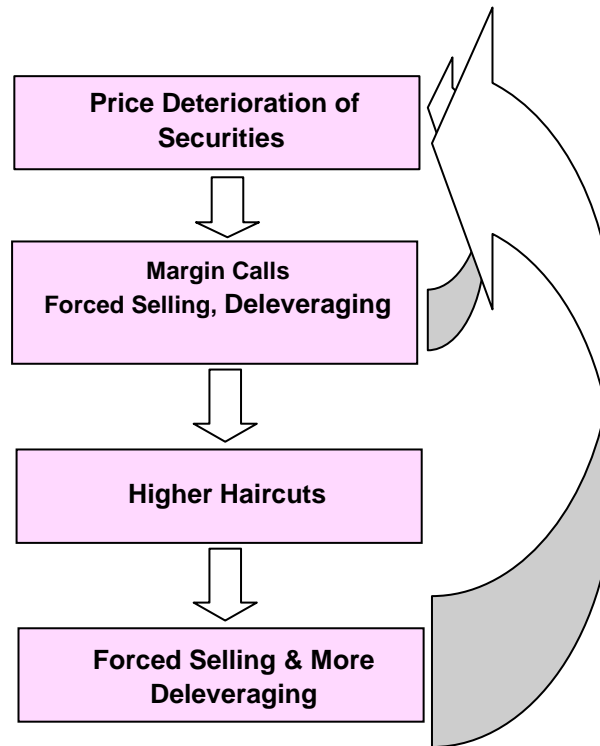 Price Deterioration of
Securities
Margin Calls
Forced Selling, Deleveraging
Higher Haircuts
Forced Selling & More
Deleveraging